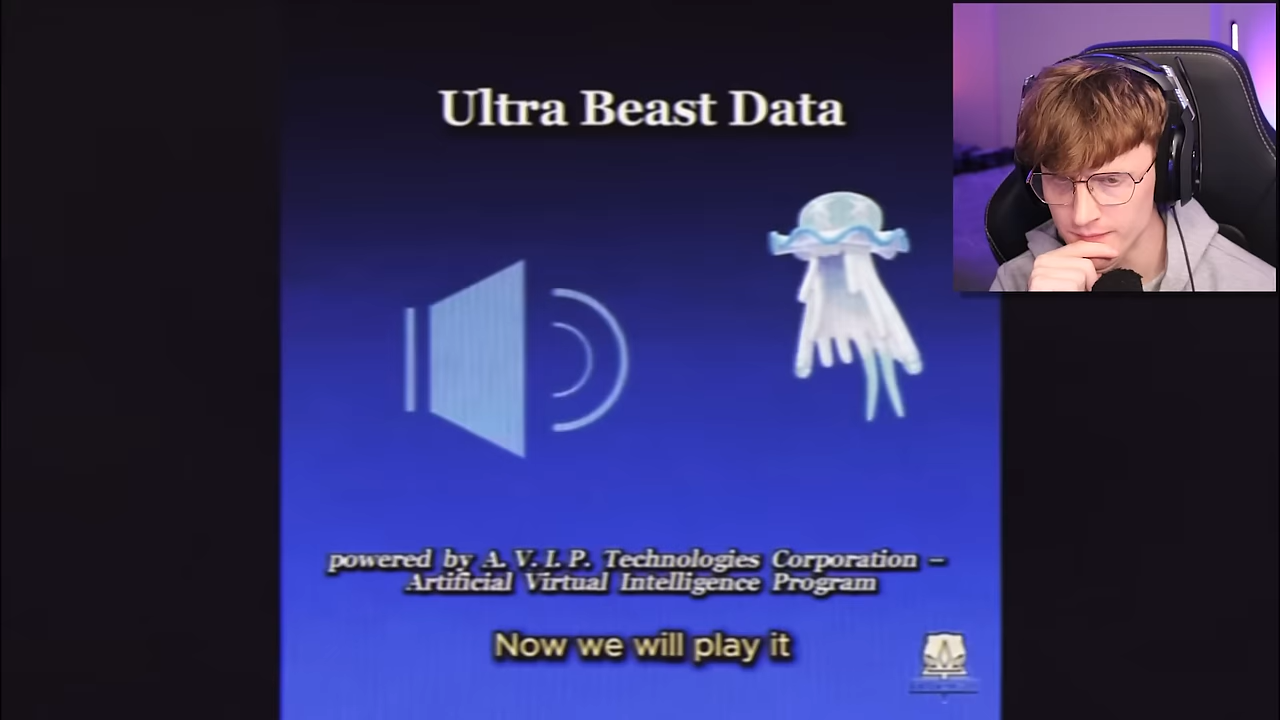 Ultra Beast Data
powered by A. V. I. P. Technologies Corporation –
Artificial Virtual Intelligence Program
Now we will play it